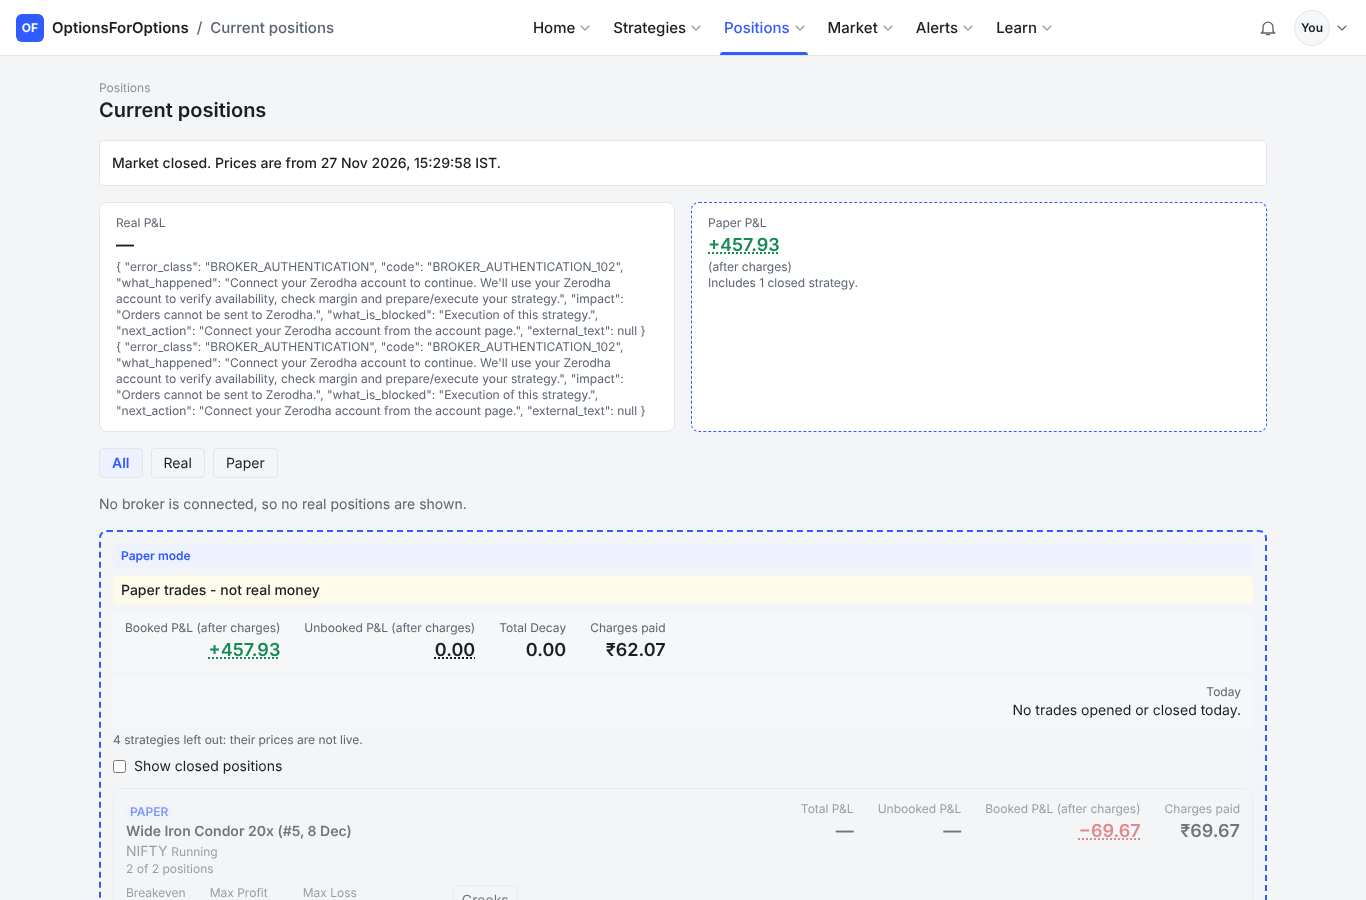 OF OptionsForOptions / Current positions
Home Strategies Positions Market Alerts Learn
You
Positions
Current positions
Market closed. Prices are from 27 Nov 2026, 15:29:58 IST.
Real P&L
—
{ "error_class": "BROKER_AUTHENTICATION", "code": "BROKER_AUTHENTICATION_102",
"what_happened": "Connect your Zerodha account to continue. We'll use your Zerodha
account to verify availability, check margin and prepare/execute your strategy.", "impact":
"Orders cannot be sent to Zerodha.", "what_is_blocked": "Execution of this strategy.",
"next_action": "Connect your Zerodha account from the account page.", "external_text": null }
{ "error_class": "BROKER_AUTHENTICATION", "code": "BROKER_AUTHENTICATION_102",
"what_happened": "Connect your Zerodha account to continue. We'll use your Zerodha
account to verify availability, check margin and prepare/execute your strategy.", "impact":
"Orders cannot be sent to Zerodha.", "what_is_blocked": "Execution of this strategy.",
"next_action": "Connect your Zerodha account from the account page.", "external_text": null }
Paper P&L
+457.93
(after charges)
Includes 1 closed strategy.
All Real Paper
No broker is connected, so no real positions are shown.
Paper mode
Paper trades - not real money
Booked P&L (after charges) Unbooked P&L (after charges) Total Decay Charges paid
+457.93 0.00 0.00 ₹62.07
Today
No trades opened or closed today.
4 strategies left out: their prices are not live.
Show closed positions
PAPER
Wide Iron Condor 20x (#5, 8 Dec)
NIFTY Running
2 of 2 positions
Total P&L Unbooked P&L Booked P&L (after charges) Charges paid
— — −69.67 ₹69.67
Breakeven Max Profit Max Loss
Greeks